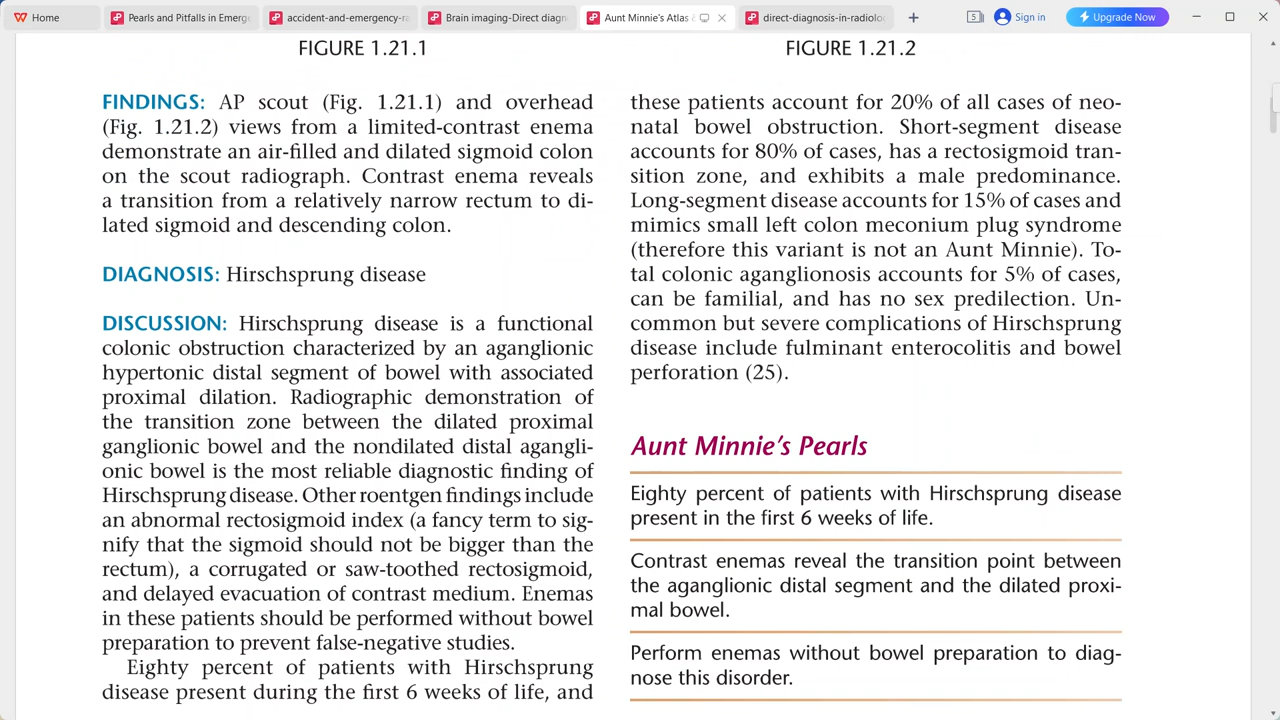 Home
Pearls and Pitfalls in Emerge
accident-and-emergency-ra
Brain imaging-Direct diagn
Aunt Minnie's Atlas &
direct-diagnosis-in-radiolo
5
Sign in
Upgrade Now
FIGURE 1.21.1
FINDINGS: AP scout (Fig. 1.21.1) and overhead
(Fig. 1.21.2) views from a limited-contrast enema
demonstrate an air-filled and dilated sigmoid colon
on the scout radiograph. Contrast enema reveals
a transition from a relatively narrow rectum to di-
lated sigmoid and descending colon.
DIAGNOSIS: Hirschsprung disease
DISCUSSION: Hirschsprung disease is a functional
colonic obstruction characterized by an aganglionic
hypertonic distal segment of bowel with associated
proximal dilation. Radiographic demonstration of
the transition zone between the dilated proximal
ganglionic bowel and the nondilated distal agangli-
onic bowel is the most reliable diagnostic finding of
Hirschsprung disease. Other roentgen findings include
an abnormal rectosigmoid index (a fancy term to sig-
nify that the sigmoid should not be bigger than the
rectum), a corrugated or saw-toothed rectosigmoid,
and delayed evacuation of contrast medium. Enemas
in these patients should be performed without bowel
preparation to prevent false-negative studies.
Eighty percent of patients with Hirschsprung
disease present during the first 6 weeks of life, and
FIGURE 1.21.2
these patients account for 20% of all cases of neo-
natal bowel obstruction. Short-segment disease
accounts for 80% of cases, has a rectosigmoid tran-
sition zone, and exhibits a male predominance.
Long-segment disease accounts for 15% of cases and
mimics small left colon meconium plug syndrome
(therefore this variant is not an Aunt Minnie). To-
tal colonic aganglionosis accounts for 5% of cases,
can be familial, and has no sex predilection. Un-
common but severe complications of Hirschsprung
disease include fulminant enterocolitis and bowel
perforation (25).
Aunt Minnie's Pearls
Eighty percent of patients with Hirschsprung disease
present in the first 6 weeks of life.
Contrast enemas reveal the transition point between
the aganglionic distal segment and the dilated proxi-
mal bowel.
Perform enemas without bowel preparation to diag-
nose this disorder.